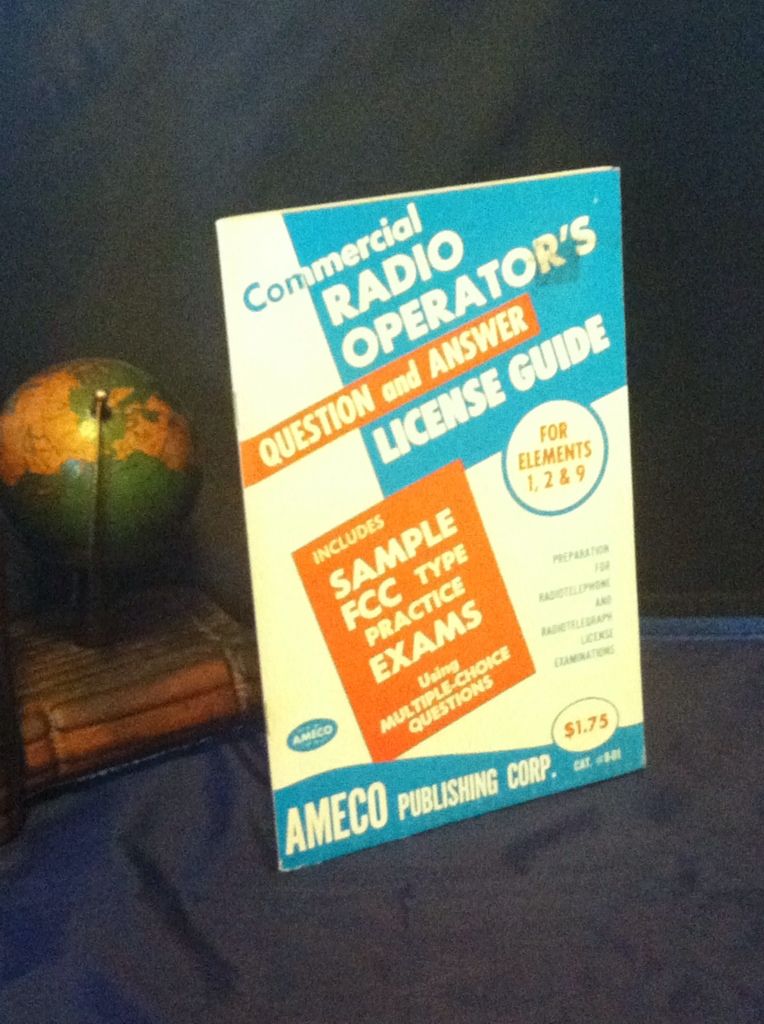 Commercial
RADIO
OPERATOR'S
QUESTION and ANSWER
LICENSE GUIDE
FOR
ELEMENTS
1, 2 & 9
INCLUDES
SAMPLE
FCC TYPE
PRACTICE
EXAMS
Using
MULTIPLE-CHOICE
QUESTIONS
PREPARATION
FOR
RADIOTELEPHONE
AND
RADIOTELEGRAPH
LICENSE
EXAMINATIONS
$1.75
AMECO
AMECO PUBLISHING CORP.
CAT.